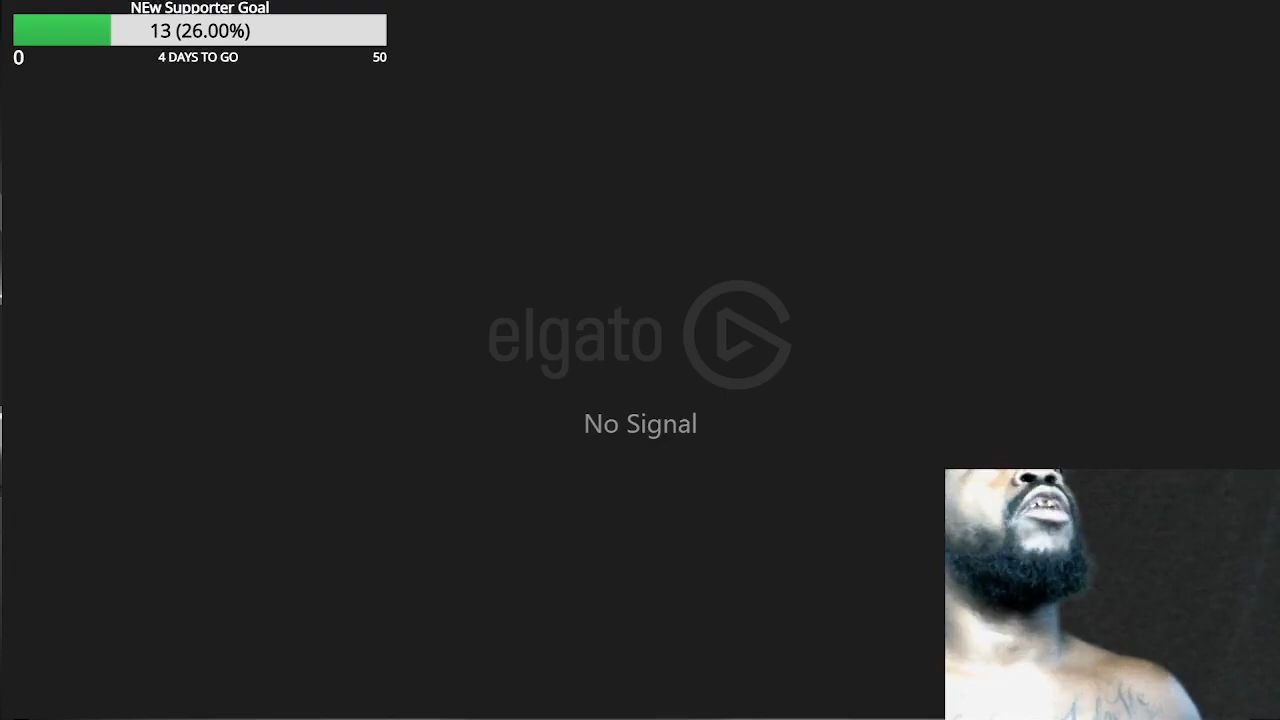 NEw Supporter Goal
13 (26.00%)
0 4 DAYS TO GO 50
elgato
No Signal